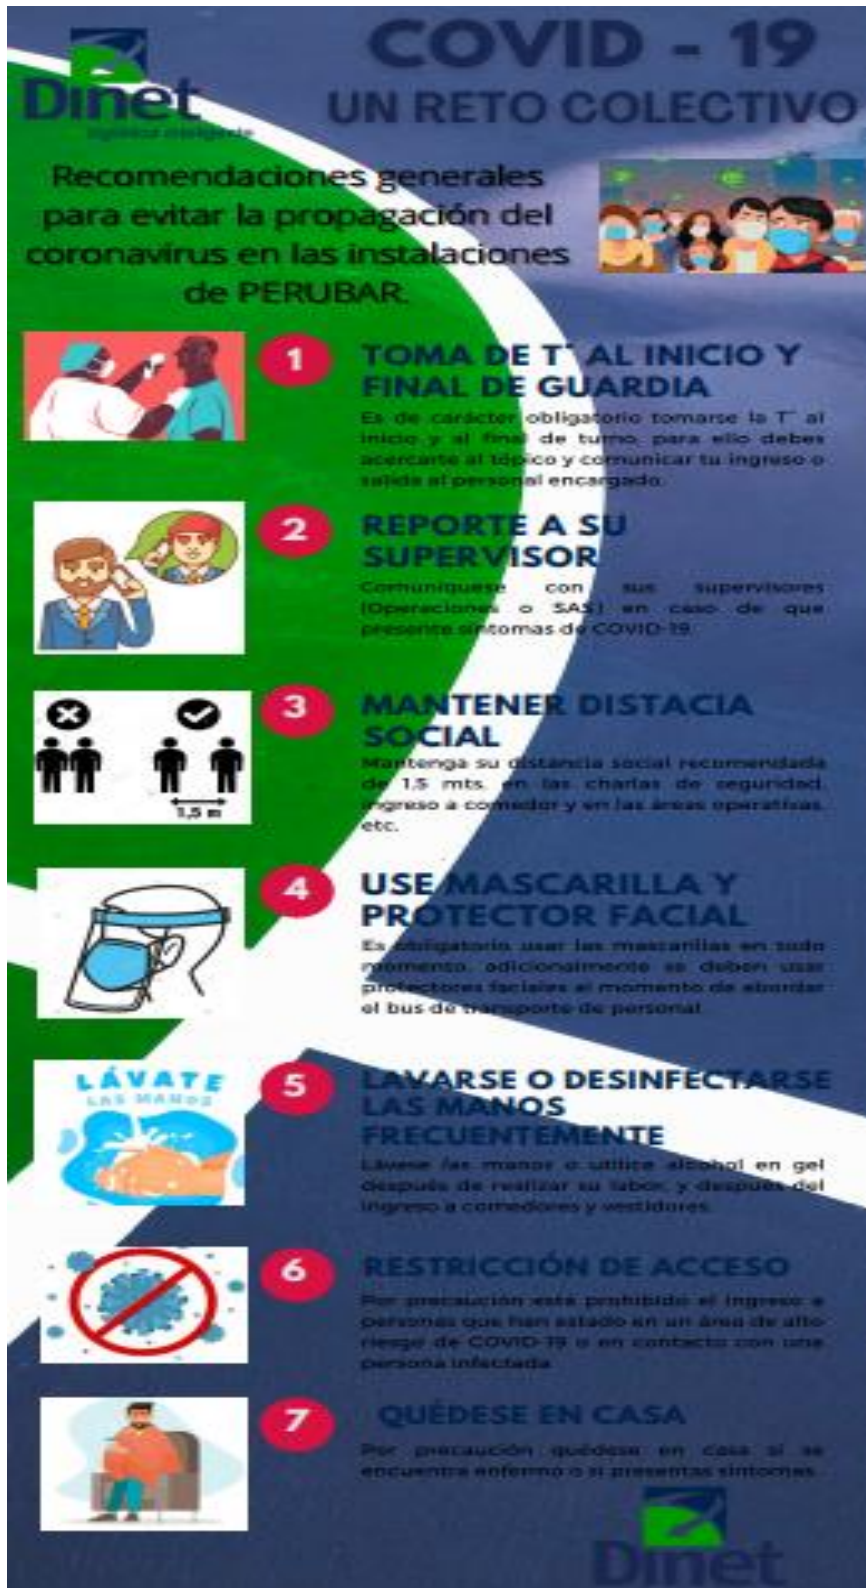 COVID - 19
Dinet
UN RETO COLECTIVO
Recomendaciones generales
para evitar la propagación del
coronavirus en las instalaciones
de PERUBAR.
1
TOMA DE T° AL INICIO Y
FINAL DE GUARDIA
Es de carácter obligatorio tomarse la T° al
inicio y al final de turno, para ello debes
acercarte al tópico y comunicar tu ingreso o
salida al personal encargado.
2
REPORTE A SU
SUPERVISOR
Comuníquese con sus supervisores
(Operaciones o SAS) en caso de que
presente síntomas de COVID-19.
3
MANTENER DISTACIA
SOCIAL
Mantenga su distancia social recomendada
de 1.5 mts. en las charlas de seguridad,
ingreso a comedor y en las áreas operativas,
etc.
1,5 m
4
USE MASCARILLA Y
PROTECTOR FACIAL
Es obligatorio usar las mascarillas en todo
momento, adicionalmente se deben usar
protectores faciales al momento de abordar
el bus de transporte de personal.
LÁVATE
LAS MANOS
5
LAVARSE O DESINFECTARSE
LAS MANOS
FRECUENTEMENTE
Lávese las manos o utilice alcohol en gel
después de realizar su labor, y después del
ingreso a comedores y vestidores.
6
RESTRICCIÓN DE ACCESO
Por precaución está prohibido el ingreso a
personas que han estado en un área de alto
riesgo de COVID-19 o en contacto con una
persona infectada.
7
QUÉDESE EN CASA
Por precaución quédese en casa si se
encuentra enfermo o si presentas síntomas.
Dinet